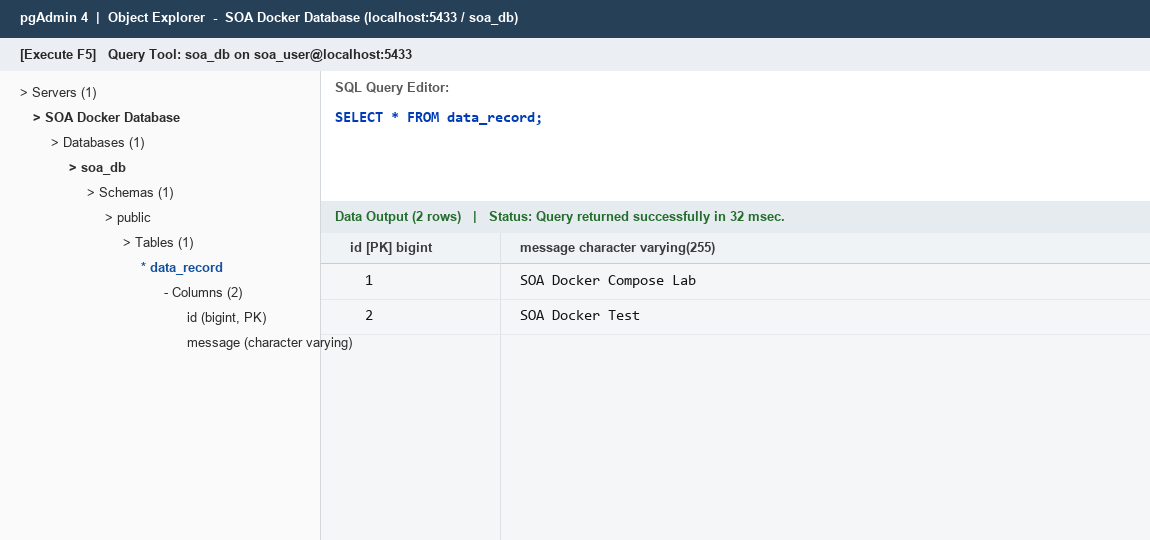 pgAdmin 4 | Object Explorer - SOA Docker Database (localhost:5433 / soa_db)
[Execute F5] Query Tool: soa_db on soa_user@localhost:5433
> Servers (1)
> SOA Docker Database
> Databases (1)
> soa_db
> Schemas (1)
> public
> Tables (1)
* data_record
- Columns (2)
id (bigint, PK)
message (character varying)
SQL Query Editor:
SELECT * FROM data_record;
Data Output (2 rows) | Status: Query returned successfully in 32 msec.
id [PK] bigint message character varying(255)
1 SOA Docker Compose Lab
2 SOA Docker Test